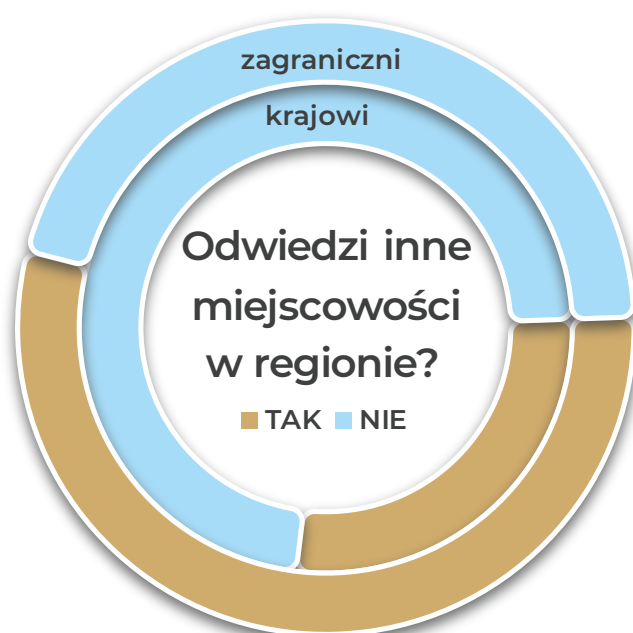 zagraniczni
krajowi
Odwiedzi inne
miejscowości
w regionie?
TAK NIE